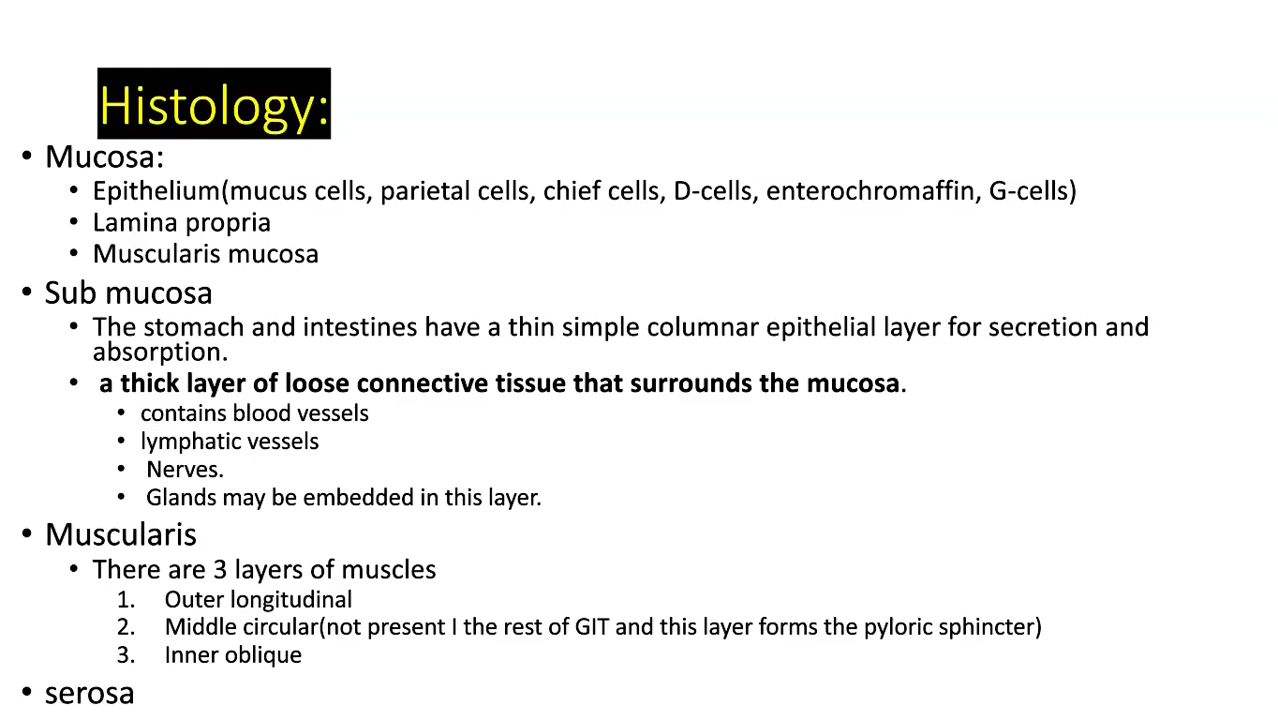 Histology:
• Mucosa:
• Epithelium(mucus cells, parietal cells, chief cells, D-cells, enterochromaffin, G-cells)
• Lamina propria
• Muscularis mucosa
• Sub mucosa
• The stomach and intestines have a thin simple columnar epithelial layer for secretion and
absorption.
• a thick layer of loose connective tissue that surrounds the mucosa.
• contains blood vessels
• lymphatic vessels
• Nerves.
• Glands may be embedded in this layer.
• Muscularis
• There are 3 layers of muscles
1. Outer longitudinal
2. Middle circular(not present I the rest of GIT and this layer forms the pyloric sphincter)
3. Inner oblique
• serosa